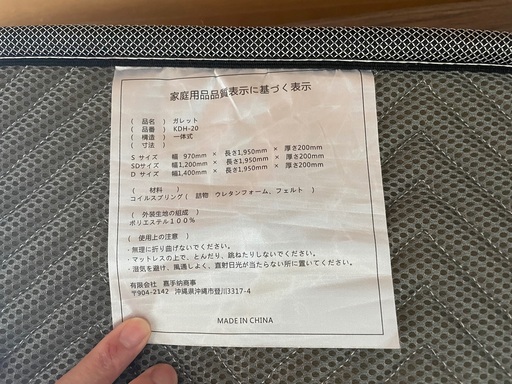 家庭用品品質表示に基づく表示
( 品名 ) ガレット
( 品番 ) KDH-20
( 構造 ) 一体式
( 寸法 )
S サイズ 幅 970mm × 長さ1,950mm × 厚さ200mm
SDサイズ 幅1,200mm × 長さ1,950mm × 厚さ200mm
D サイズ 幅1,400mm × 長さ1,950mm × 厚さ200mm
( 材料 )
コイルスプリング( 詰物 ウレタンフォーム、フェルト )
( 外装生地の組成 )
ポリエステル100%
( 使用上の注意 )
・無理に折り曲げないでください。
・マットレスの上で、とんだり、跳ねたりしないでください。
・湿気を避け、風通しよく、直射日光が当たらない所に置いてください。
有限会社 嘉手納商事
〒904-2142 沖縄県沖縄市登川3317-4
MADE IN CHINA